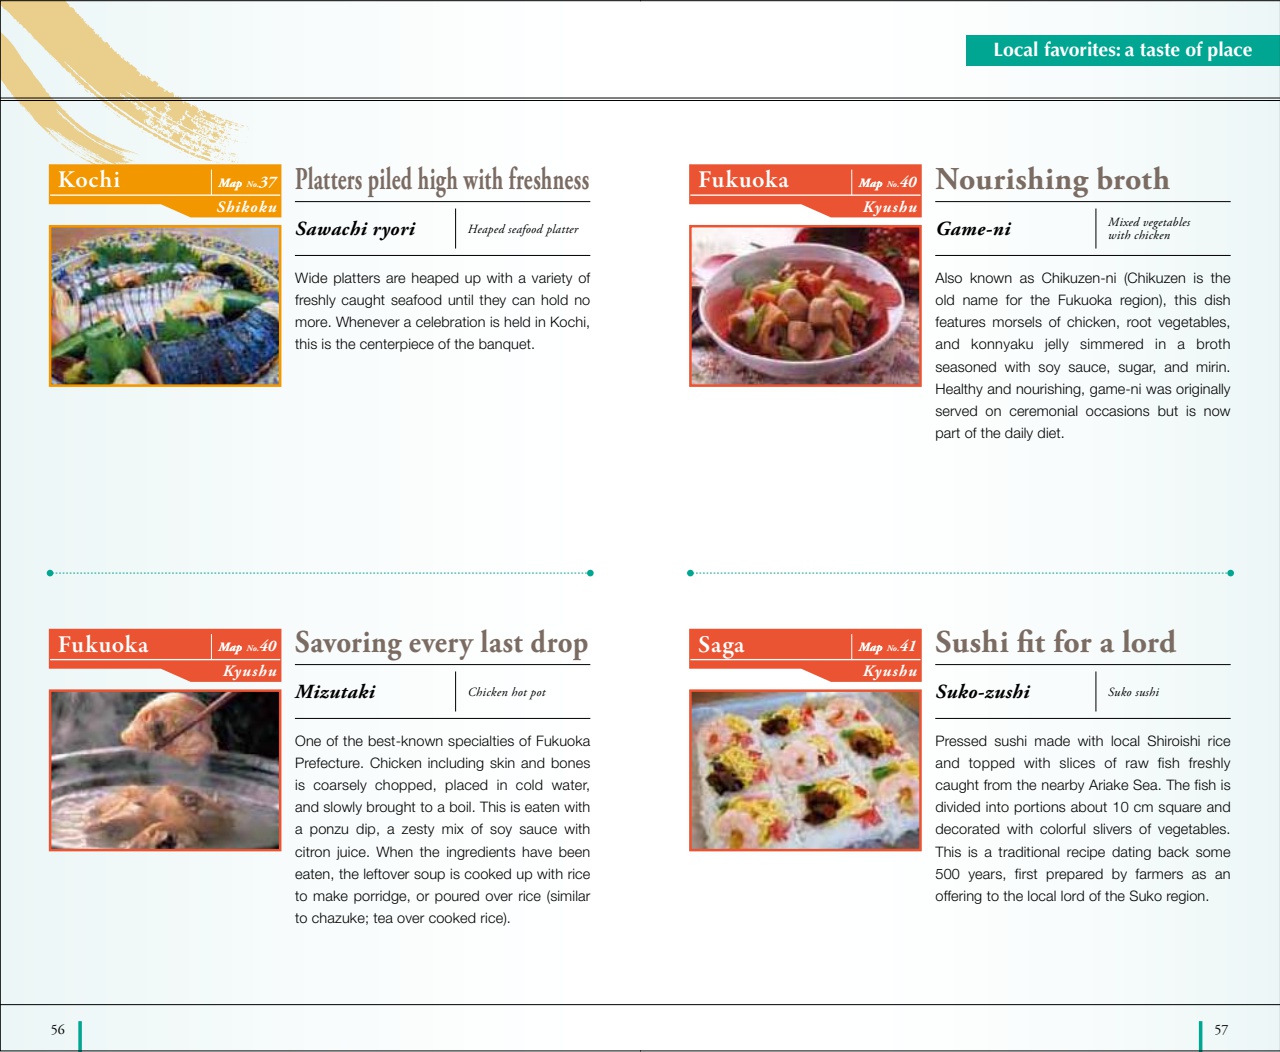 Local favorites: a taste of place
Kochi
Map No.37
Shikoku
Platters piled high with freshness
Sawachi ryori
Heaped seafood platter
Wide platters are heaped up with a variety of
freshly caught seafood until they can hold no
more. Whenever a celebration is held in Kochi,
this is the centerpiece of the banquet.
Fukuoka
Map No.40
Kyushu
Savoring every last drop
Mizutaki
Chicken hot pot
One of the best-known specialties of Fukuoka
Prefecture. Chicken including skin and bones
is coarsely chopped, placed in cold water,
and slowly brought to a boil. This is eaten with
a ponzu dip, a zesty mix of soy sauce with
citron juice. When the ingredients have been
eaten, the leftover soup is cooked up with rice
to make porridge, or poured over rice (similar
to chazuke; tea over cooked rice).
56
Fukuoka
Map No.40
Kyushu
Nourishing broth
Game-ni
Mixed vegetables
with chicken
Also known as Chikuzen-ni (Chikuzen is the
old name for the Fukuoka region), this dish
features morsels of chicken, root vegetables,
and konnyaku jelly simmered in a broth
seasoned with soy sauce, sugar, and mirin.
Healthy and nourishing, game-ni was originally
served on ceremonial occasions but is now
part of the daily diet.
Saga
Map No.41
Kyushu
Sushi fit for a lord
Suko-zushi
Suko sushi
Pressed sushi made with local Shiroishi rice
and topped with slices of raw fish freshly
caught from the nearby Ariake Sea. The fish is
divided into portions about 10 cm square and
decorated with colorful slivers of vegetables.
This is a traditional recipe dating back some
500 years, first prepared by farmers as an
offering to the local lord of the Suko region.
57